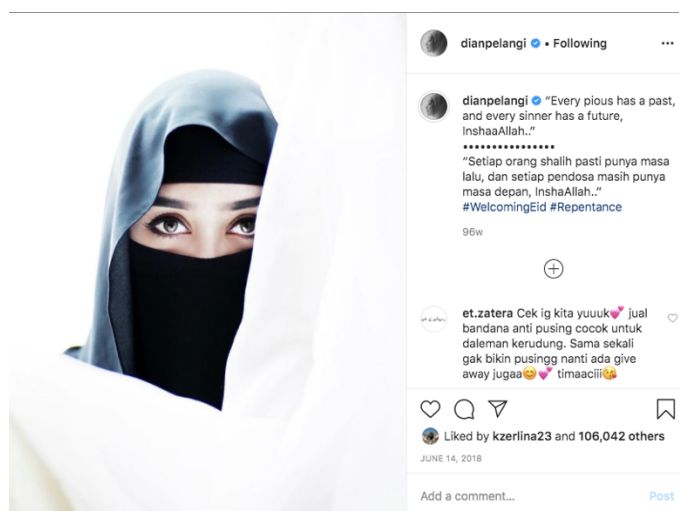 dianpelangi • Following
dianpelangi “Every pious has a past,
and every sinner has a future,
InshaaAllah..”
••••••••••••••••
“Setiap orang shalih pasti punya masa
lalu, dan setiap pendosa masih punya
masa depan, InshaAllah..”
#WelcomingEid #Repentance
96w
et.zatera Cek ig kita yuuuk💕 jual
bandana anti pusing cocok untuk
daleman kerudung. Sama sekali
gak bikin pusingg nanti ada give
away jugaa😊💕 timaaciii😘
Liked by kzerlina23 and 106,042 others
JUNE 14, 2018
Add a comment...
Post